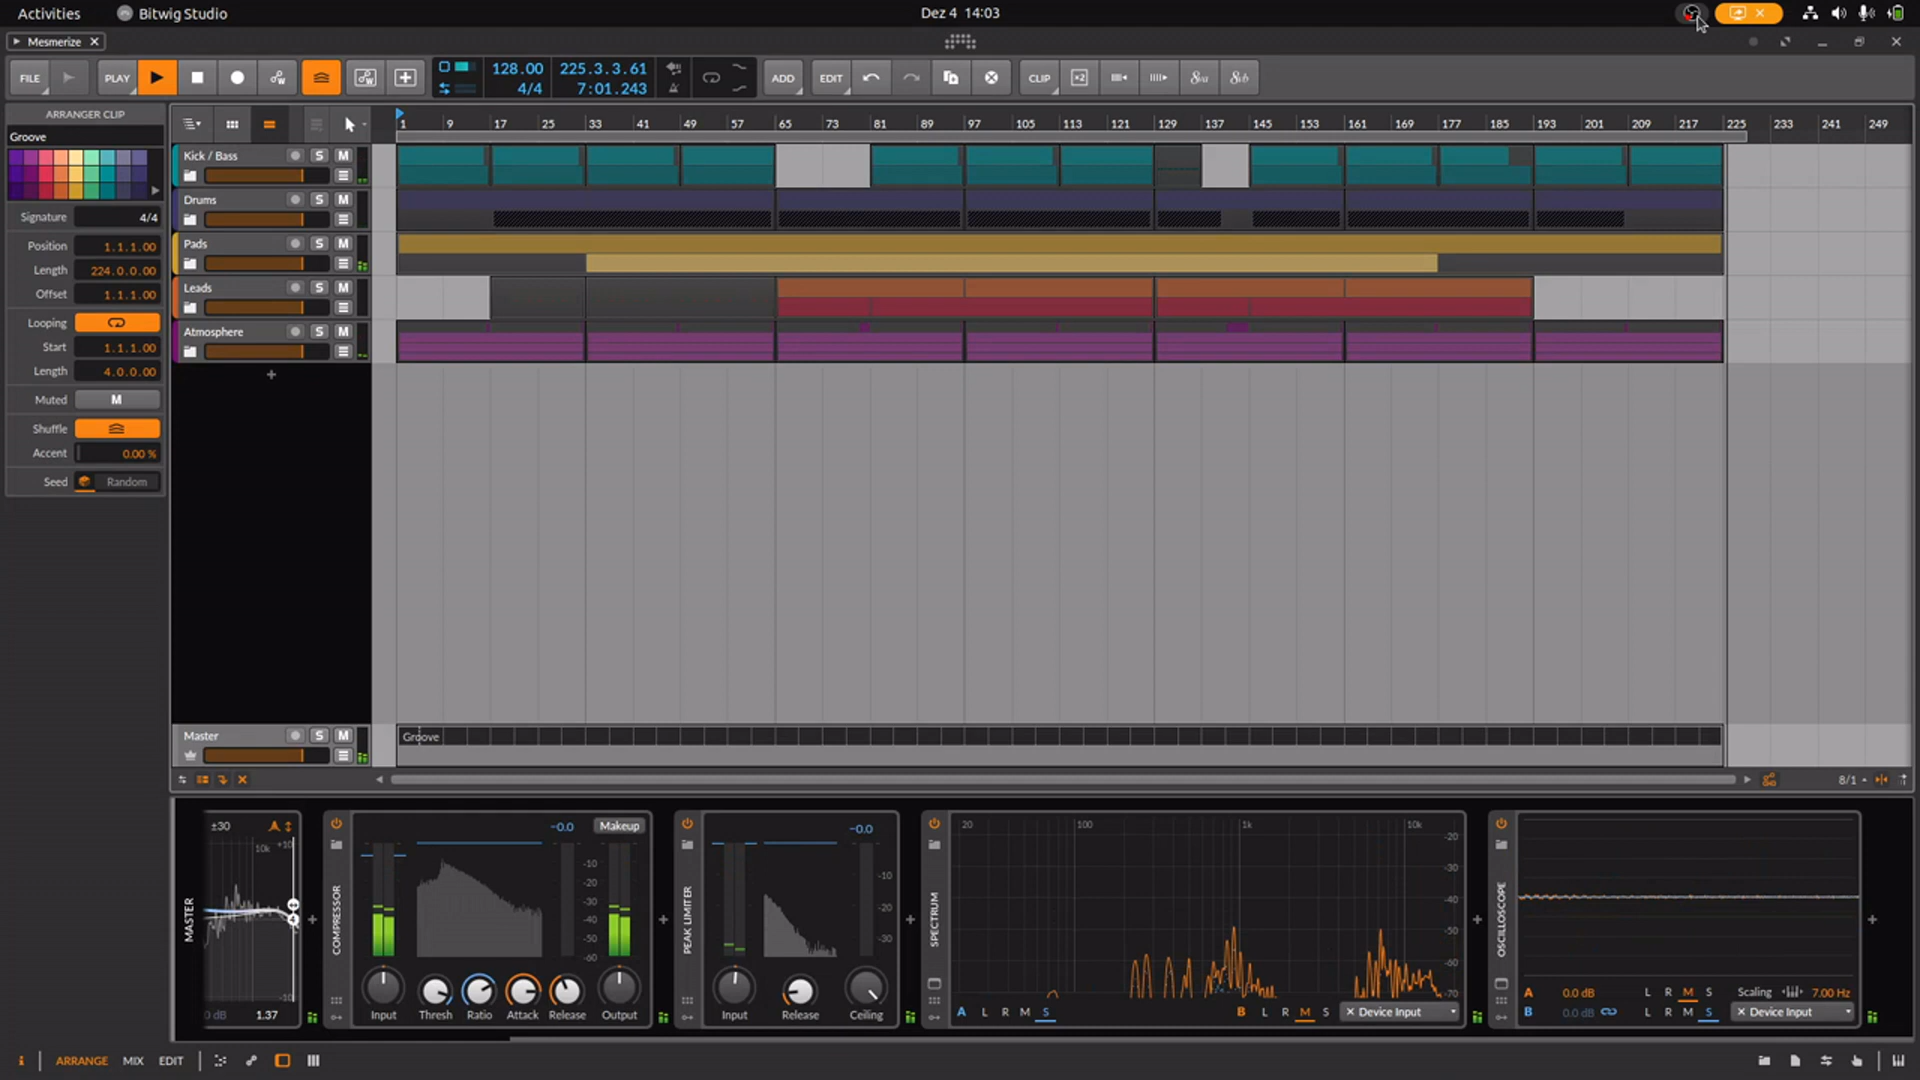 Activities
Bitwig Studio
Dez 4 14:03
Mesmerize
FILE
PLAY
128.00
4/4
225.3.3.61
7:01.243
ADD
EDIT
CLIP
×2
ARRANGER CLIP
Groove
Signature 4/4
Position 1.1.1.00
Length 224.0.0.00
Offset 1.1.1.00
Looping
Start 1.1.1.00
Length 4.0.0.00
Muted M
Shuffle
Accent 0.00 %
Seed Random
1 9 17 25 33 41 49 57 65 73 81 89 97 105 113 121 129 137 145 153 161 169 177 185 193 201 209 217 225 233 241 249
Kick / Bass S M
Drums S M
Pads S M
Leads S M
Atmosphere S M
+
Master S M
Groove
8/1
MASTER
±30
10k +10
-10
0 dB 1.37
COMPRESSOR
-0.0 Makeup
-10
-20
-30
-40
-50
-60
Input Thresh Ratio Attack Release Output
PEAK LIMITER
-0.0
-10
-20
-30
Input Release Ceiling
SPECTRUM
20 100 1k 10k
-20
-30
-40
-50
-60
-70
A L R M S B L R M S Device Input
OSCILLOSCOPE
A 0.0 dB L R M S Scaling 7.00 Hz
B 0.0 dB L R M S Device Input
ARRANGE MIX EDIT